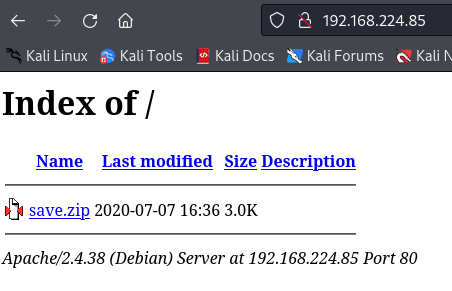 192.168.224.85
Kali Linux Kali Tools Kali Docs Kali Forums Kali N
Index of /
Name Last modified Size Description
save.zip 2020-07-07 16:36 3.0K
Apache/2.4.38 (Debian) Server at 192.168.224.85 Port 80